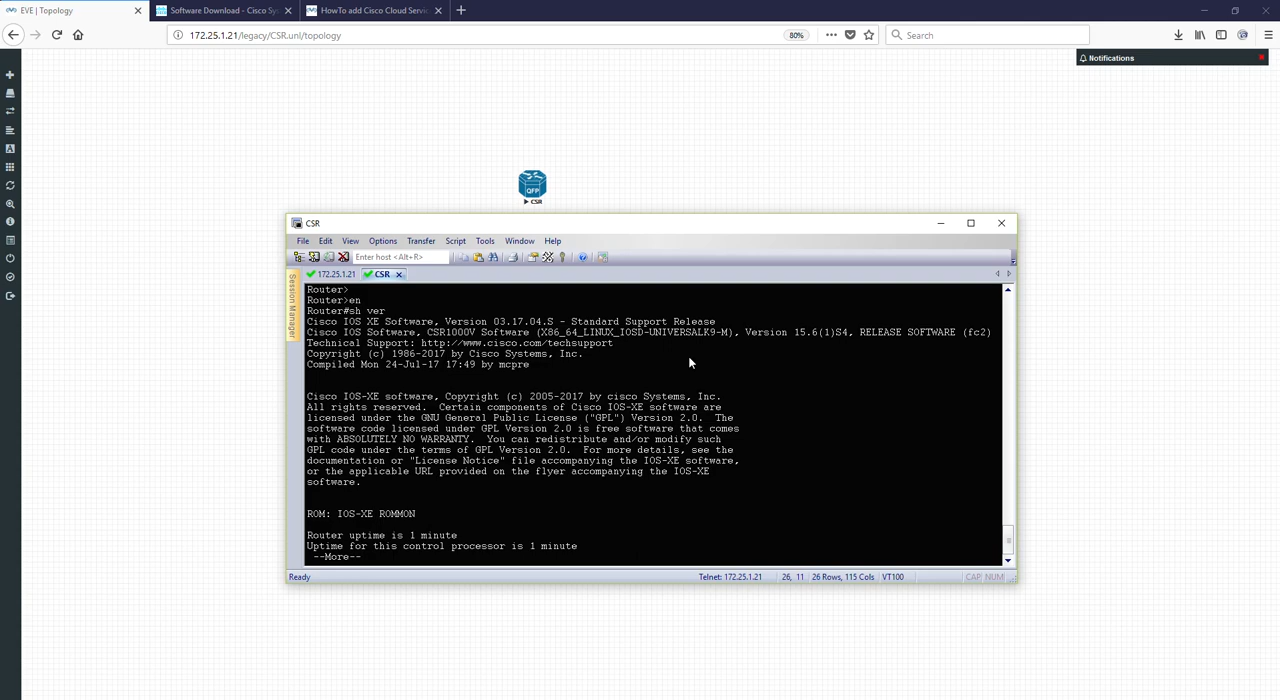 EVE | Topology
Software Download - Cisco Sy
HowTo add Cisco Cloud Servi
172.25.1.21/legacy/CSR.unl/topology
80%
Search
Notifications
QFP
CSR
CSR
File Edit View Options Transfer Script Tools Window Help
Enter host <Alt+R>
172.25.1.21
CSR
Session Manager
Router>
Router>en
Router#sh ver
Cisco IOS XE Software, Version 03.17.04.S - Standard Support Release
Cisco IOS Software, CSR1000V Software (X86_64_LINUX_IOSD-UNIVERSALK9-M), Version 15.6(1)S4, RELEASE SOFTWARE (fc2)
Technical Support: http://www.cisco.com/techsupport
Copyright (c) 1986-2017 by Cisco Systems, Inc.
Compiled Mon 24-Jul-17 17:49 by mcpre
Cisco IOS-XE software, Copyright (c) 2005-2017 by cisco Systems, Inc.
All rights reserved.  Certain components of Cisco IOS-XE software are
licensed under the GNU General Public License ("GPL") Version 2.0.  The
software code licensed under GPL Version 2.0 is free software that comes
with ABSOLUTELY NO WARRANTY.  You can redistribute and/or modify such
GPL code under the terms of GPL Version 2.0.  For more details, see the
documentation or "License Notice" file accompanying the IOS-XE software,
or the applicable URL provided on the flyer accompanying the IOS-XE
software.
ROM: IOS-XE ROMMON
Router uptime is 1 minute
Uptime for this control processor is 1 minute
--More--
Ready
Telnet: 172.25.1.21 26, 11 26 Rows, 115 Cols VT100 CAP NUM